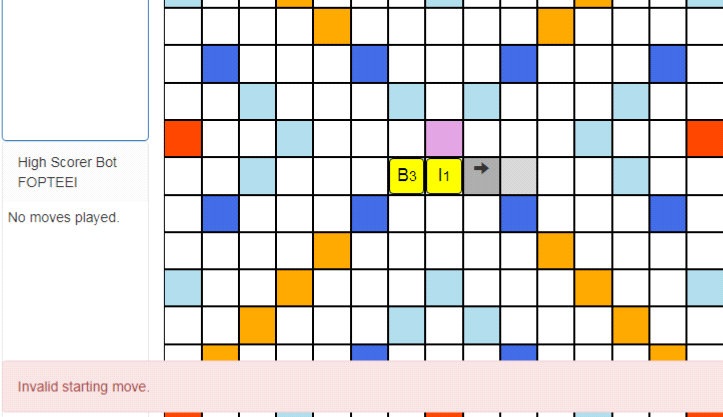 High Scorer Bot
FOPTEEI
No moves played.
B3 I1
Invalid starting move.